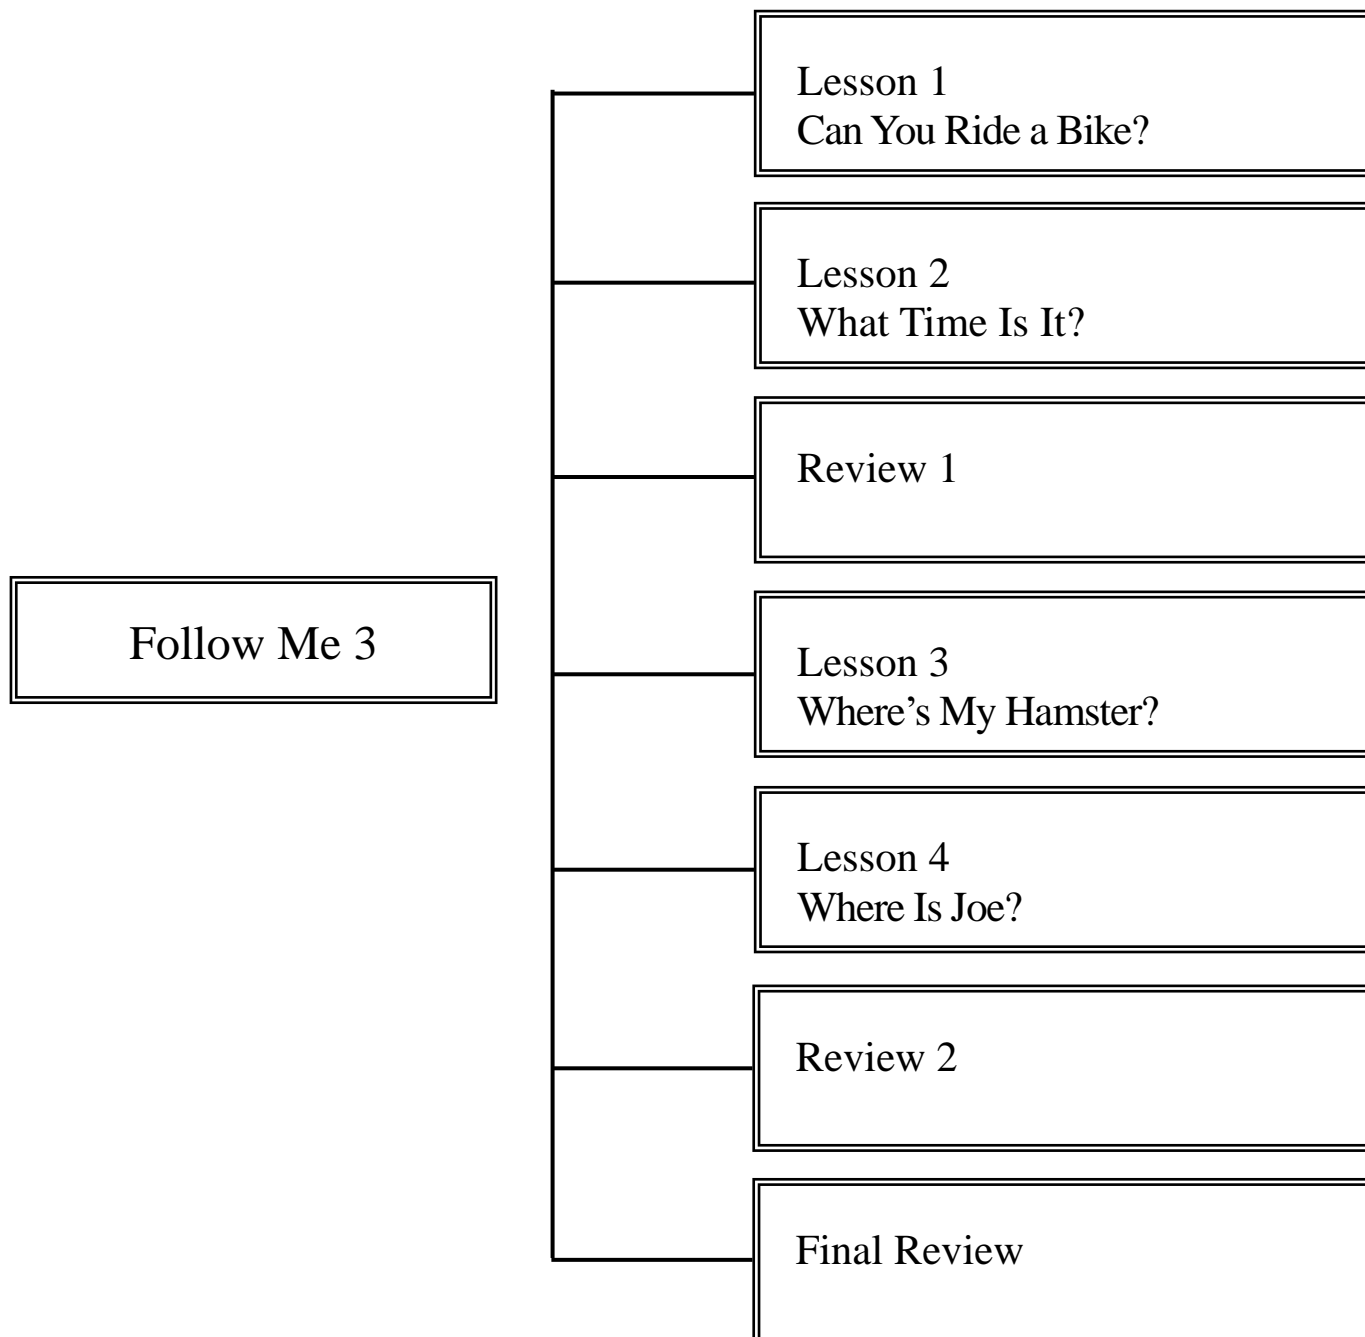 Follow Me 3
Lesson 1
Can You Ride a Bike?
Lesson 2
What Time Is It?
Review 1
Lesson 3
Where’s My Hamster?
Lesson 4
Where Is Joe?
Review 2
Final Review